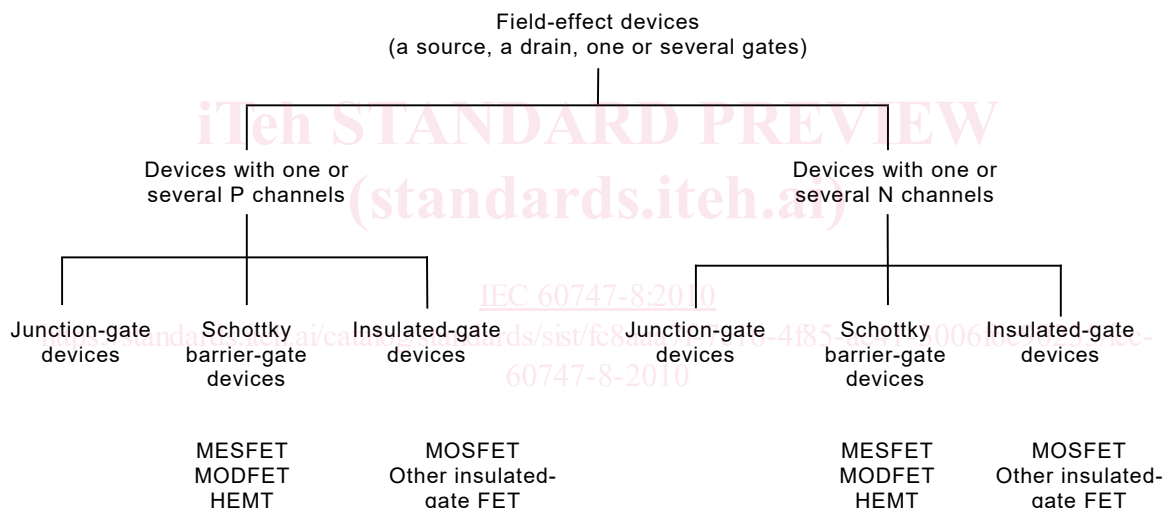 Field-effect devices
(a source, a drain, one or several gates)
iTeh STANDARD PREVIEW
Devices with one or
several P channels
Devices with one or
several N channels
(standards.iteh.ai)
IEC 60747-8:2010
Junction-gate
devices
Schottky
barrier-gate
devices
Insulated-gate
devices
Junction-gate
devices
Schottky
barrier-gate
devices
Insulated-gate
devices
60747-8-2010
MESFET
MODFET
HEMT
MOSFET
Other insulated-
gate FET
MESFET
MODFET
HEMT
MOSFET
Other insulated-
gate FET